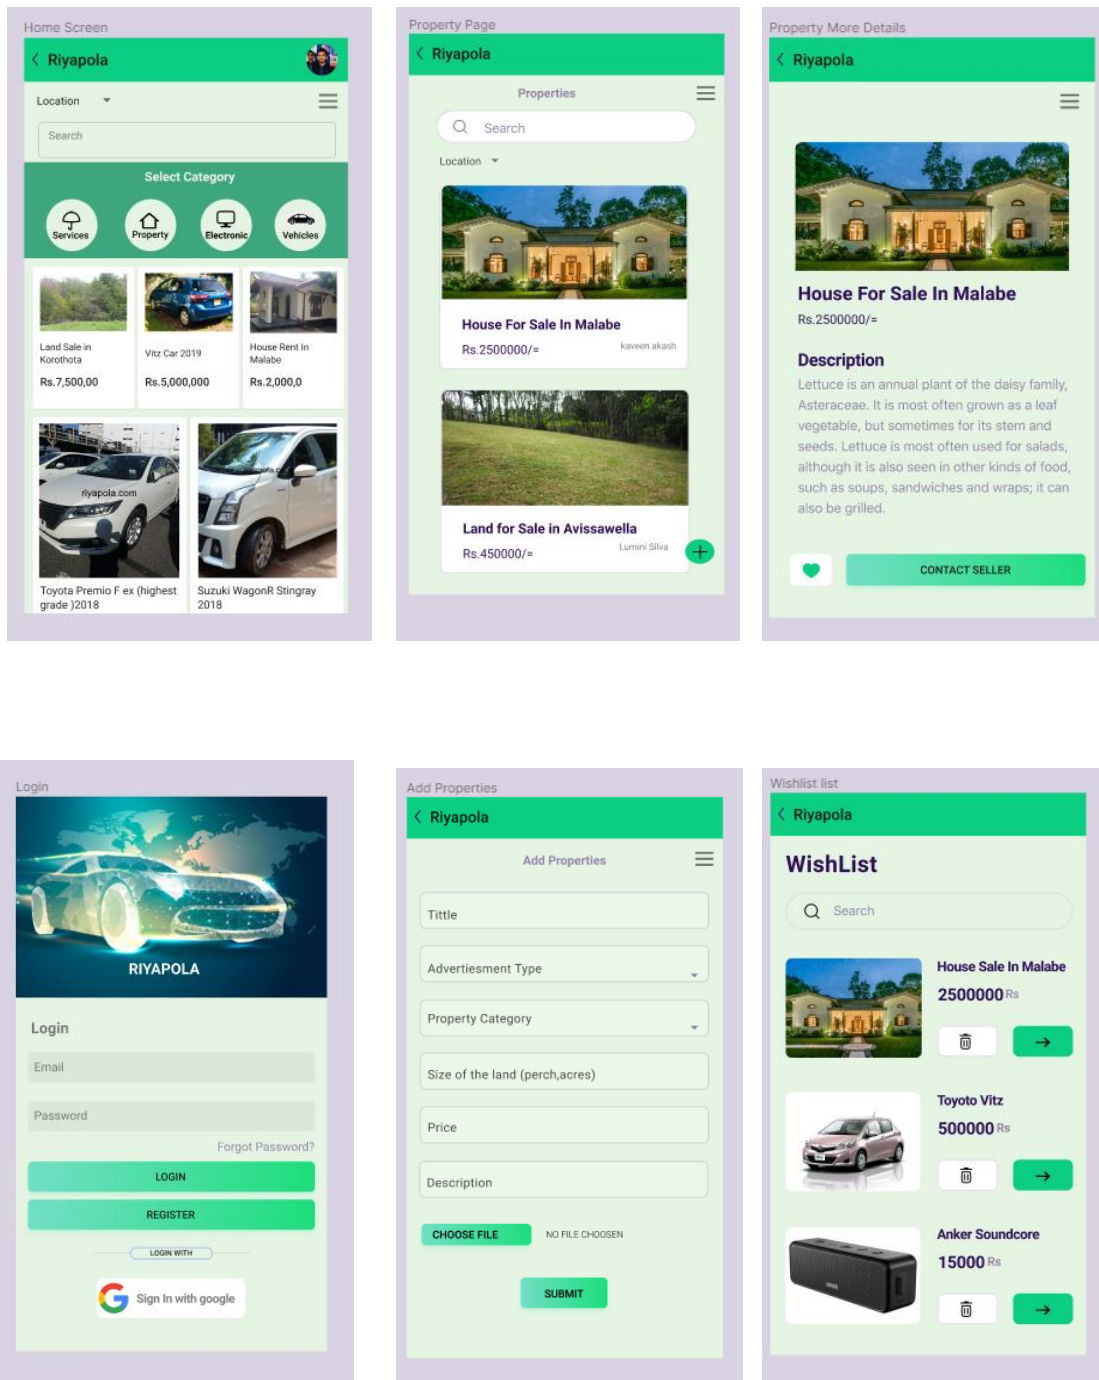 Home Screen
Riyapola
Location
Search
Select Category
Services
Property
Electronic
Vehicles
Land Sale in
Korothota
Rs.7,500,00
Vitz Car 2019
Rs.5,000,000
House Rent In
Malabe
Rs.2,000,0
riyapola.com
Toyota Premio F ex (highest
grade )2018
Suzuki WagonR Stingray
2018
Property Page
Riyapola
Properties
Search
Location
House For Sale In Malabe
Rs.2500000/=
kaveen akash
Land for Sale in Avissawella
Rs.450000/=
Lumini Silva
Property More Details
Riyapola
House For Sale In Malabe
Rs.2500000/=
Description
Lettuce is an annual plant of the daisy family,
Asteraceae. It is most often grown as a leaf
vegetable, but sometimes for its stem and
seeds. Lettuce is most often used for salads,
although it is also seen in other kinds of food,
such as soups, sandwiches and wraps; it can
also be grilled.
CONTACT SELLER
Login
RIYAPOLA
Login
Email
Password
Forgot Password?
LOGIN
REGISTER
LOGIN WITH
Sign In with google
Add Properties
Riyapola
Add Properties
Tittle
Advertiesment Type
Property Category
Size of the land (perch,acres)
Price
Description
CHOOSE FILE
NO FILE CHOOSEN
SUBMIT
Wishlist list
Riyapola
WishList
Search
House Sale In Malabe
2500000 Rs
Toyoto Vitz
500000 Rs
Anker Soundcore
15000 Rs